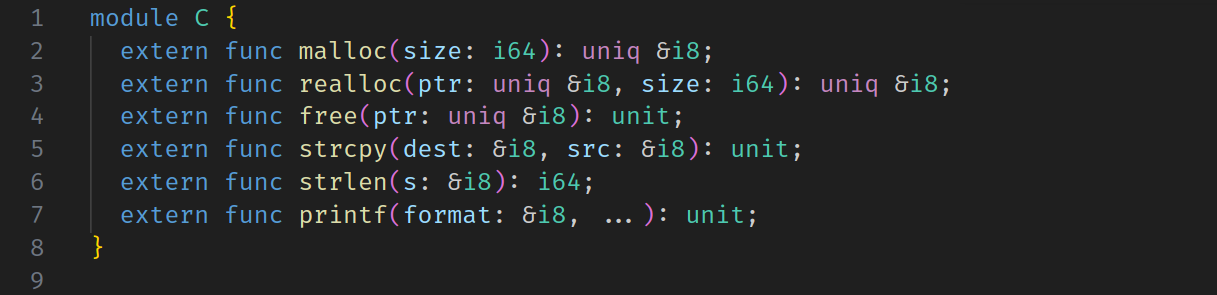 1 module C {
2   extern func malloc(size: i64): uniq &i8;
3   extern func realloc(ptr: uniq &i8, size: i64): uniq &i8;
4   extern func free(ptr: uniq &i8): unit;
5   extern func strcpy(dest: &i8, src: &i8): unit;
6   extern func strlen(s: &i8): i64;
7   extern func printf(format: &i8, ...): unit;
8 }
9